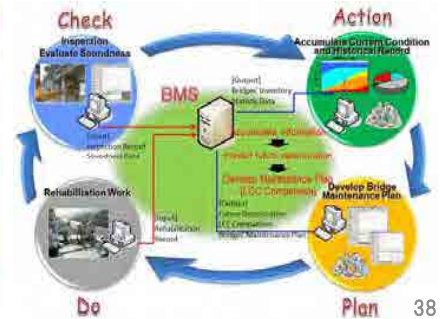 Check
Action
Inspection
Evaluate Soundness
Accumulate Current Condition
and Historical Record
BMS
[Output]
Bridges' Inventory
Statistic Data
[Input]
Inspection Report
Soundness Data
Accumulate Information
Predict Future Deterioration
Develop Maintenance Plan
(LCC Comparison)
Rehabilitation Work
Develop Bridge
Maintenance Plan
[Input]
Rehabilitation
Record
[Output]
Future Deterioration
LCC Comparison
Bridges' Maintenance Plan
Do
Plan
38